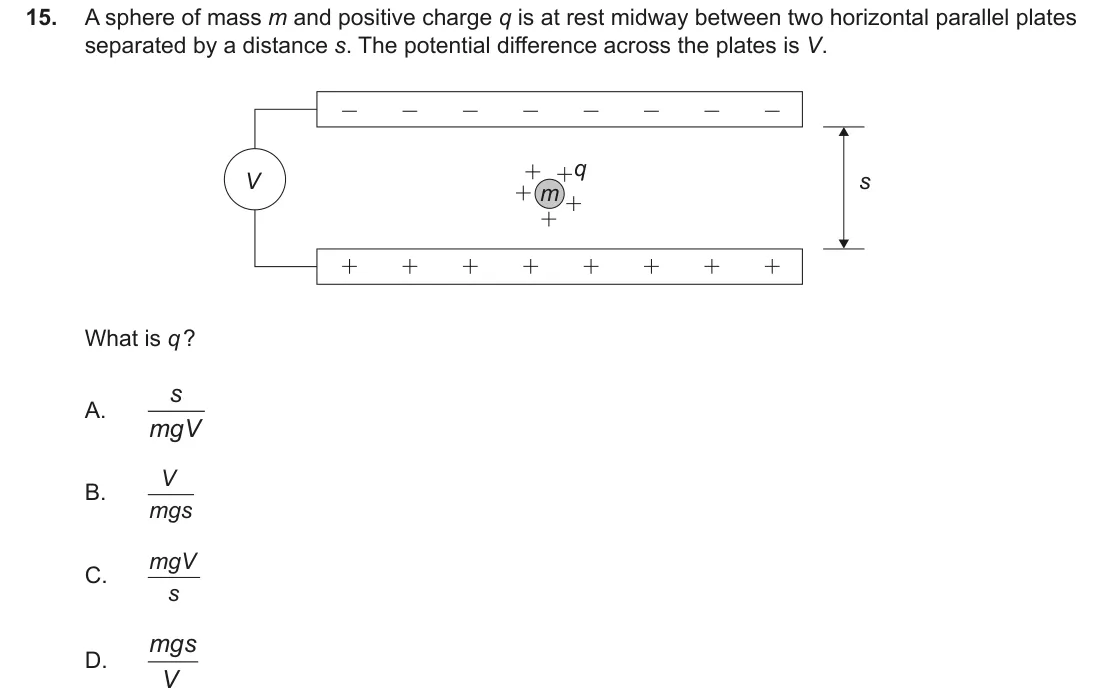 15. A sphere of mass m and positive charge q is at rest midway between two horizontal parallel plates
separated by a distance s. The potential difference across the plates is V.
– – – – – – – –
V
+ +q
+ m +
+
s
+ + + + + + + +
What is q?
A. s
mgV
B. V
mgs
C. mgV
s
D. mgs
V